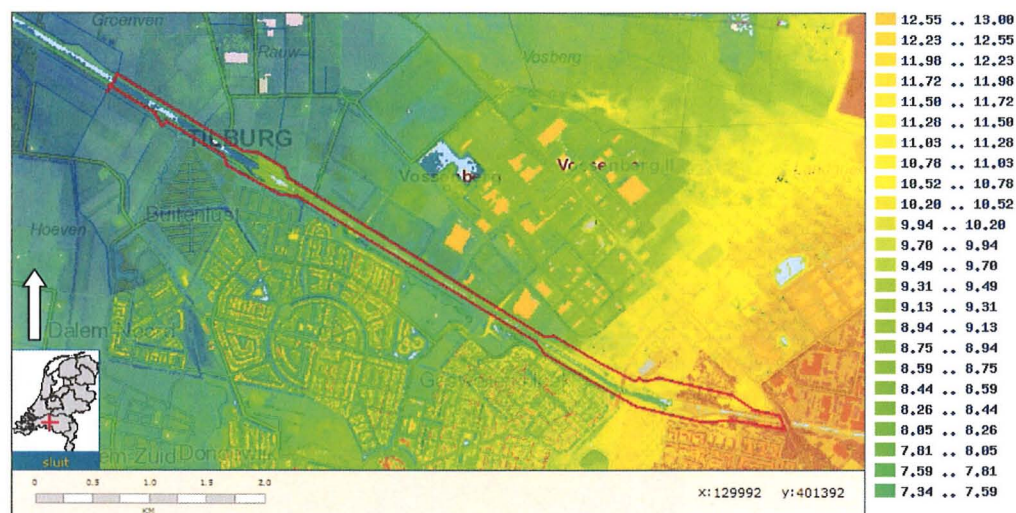 Groenven
Rauw
Vosberg
TILBURG
Vossenberg
Vossenberg II
Buitenlust
Hoeven
Dalem-Noord
sluit
0 0.5 1.0 1.5 2.0
KM
x:129992 y:401392
12.55 .. 13.00
12.23 .. 12.55
11.98 .. 12.23
11.72 .. 11.98
11.50 .. 11.72
11.28 .. 11.50
11.03 .. 11.28
10.78 .. 11.03
10.52 .. 10.78
10.20 .. 10.52
9.94 .. 10.20
9.70 .. 9.94
9.49 .. 9.70
9.31 .. 9.49
9.13 .. 9.31
8.94 .. 9.13
8.75 .. 8.94
8.59 .. 8.75
8.44 .. 8.59
8.26 .. 8.44
8.05 .. 8.26
7.81 .. 8.05
7.59 .. 7.81
7.34 .. 7.59